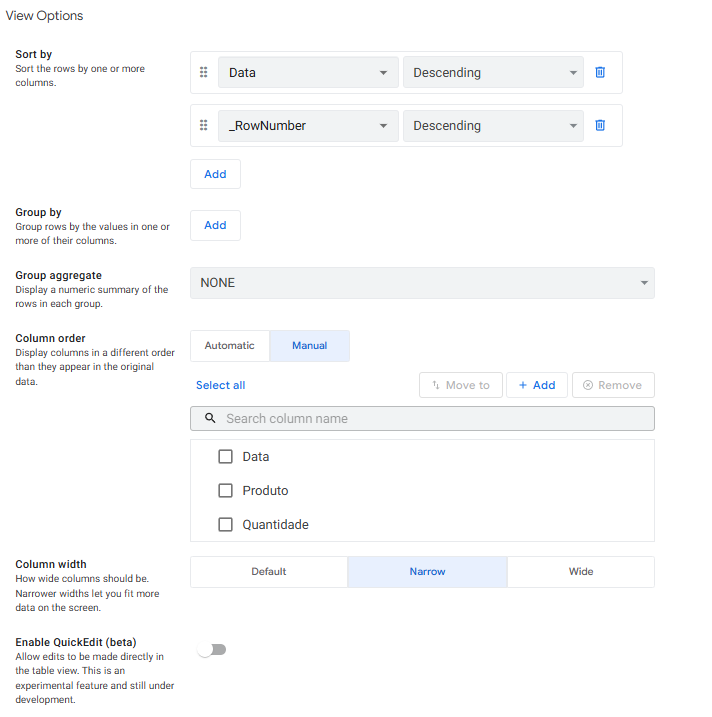 View Options
Sort by
Sort the rows by one or more
columns.
Data
Descending
_RowNumber
Descending
Add
Group by
Group rows by the values in one or
more of their columns.
Add
Group aggregate
Display a numeric summary of the
rows in each group.
NONE
Column order
Display columns in a different order
than they appear in the original
data.
Automatic
Manual
Select all
Move to
+ Add
Remove
Search column name
Data
Produto
Quantidade
Column width
How wide columns should be.
Narrower widths let you fit more
data on the screen.
Default
Narrow
Wide
Enable QuickEdit (beta)
Allow edits to be made directly in
the table view. This is an
experimental feature and still under
development.